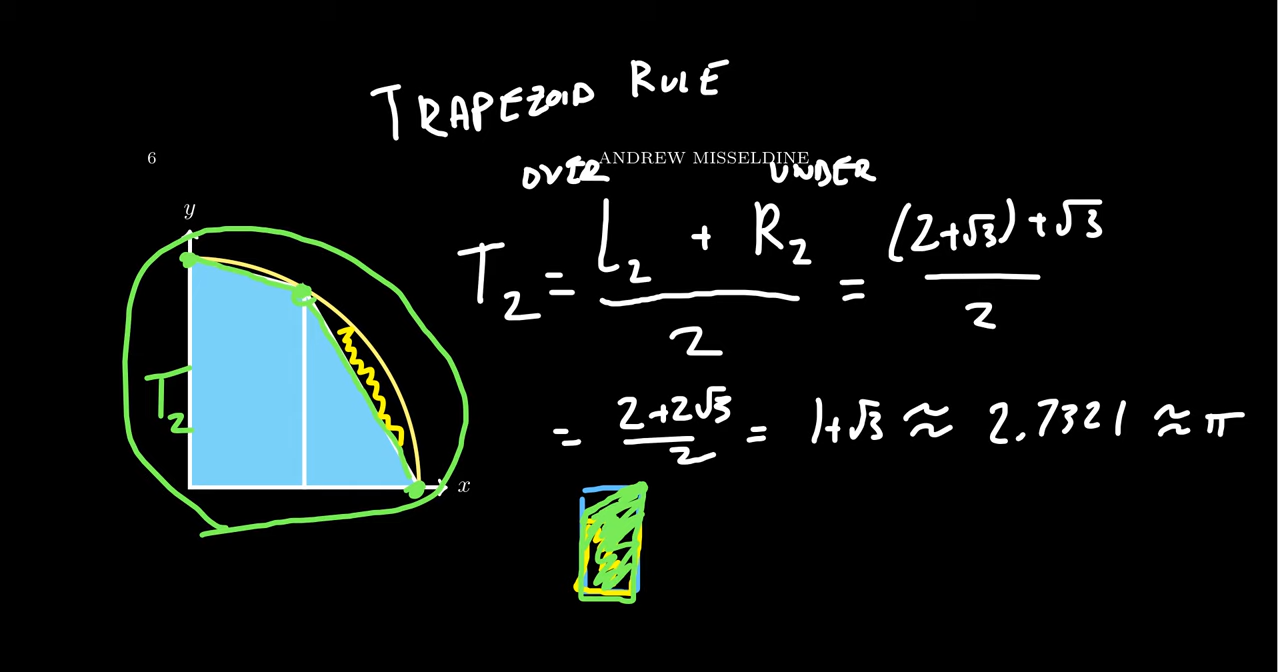 TRAPEZOID RULE
6 ANDREW MISSELDINE
OVER UNDER
y
T₂ = (L₂ + R₂)/2 = ((2+√3)+√3)/2
T₂
= (2+2√3)/2 = 1+√3 ≈ 2.7321 ≈ π
x